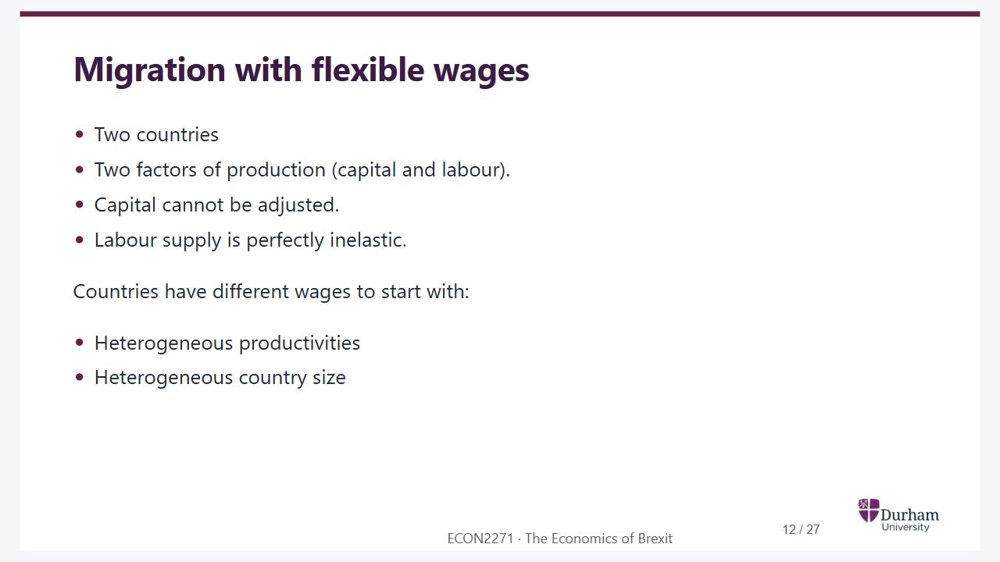 Migration with flexible wages
• Two countries
• Two factors of production (capital and labour).
• Capital cannot be adjusted.
• Labour supply is perfectly inelastic.
Countries have different wages to start with:
• Heterogeneous productivities
• Heterogeneous country size
ECON2271 · The Economics of Brexit
12 / 27
Durham
University